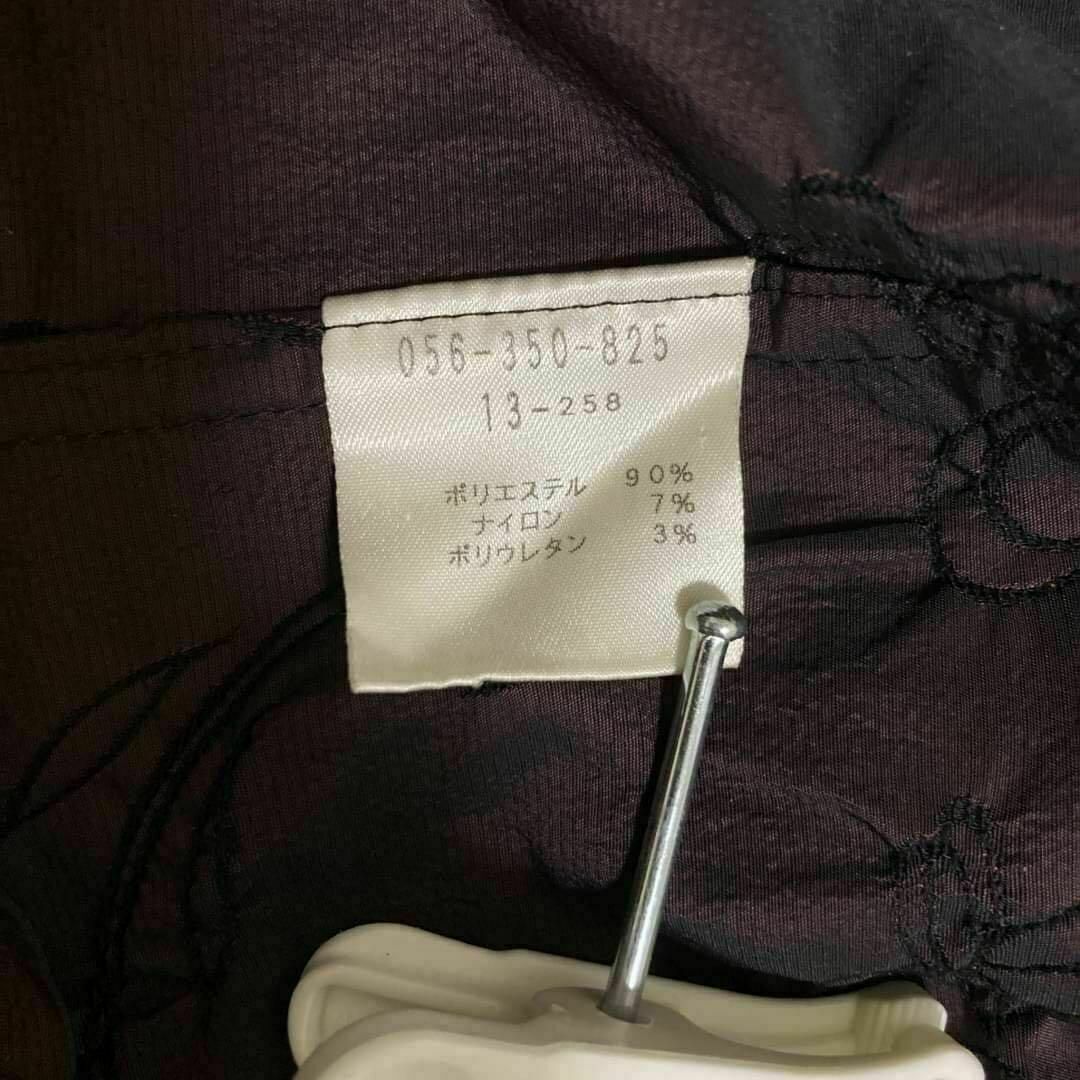 056-350-825
13-258
ポリエステル 90%
ナイロン 7%
ポリウレタン 3%